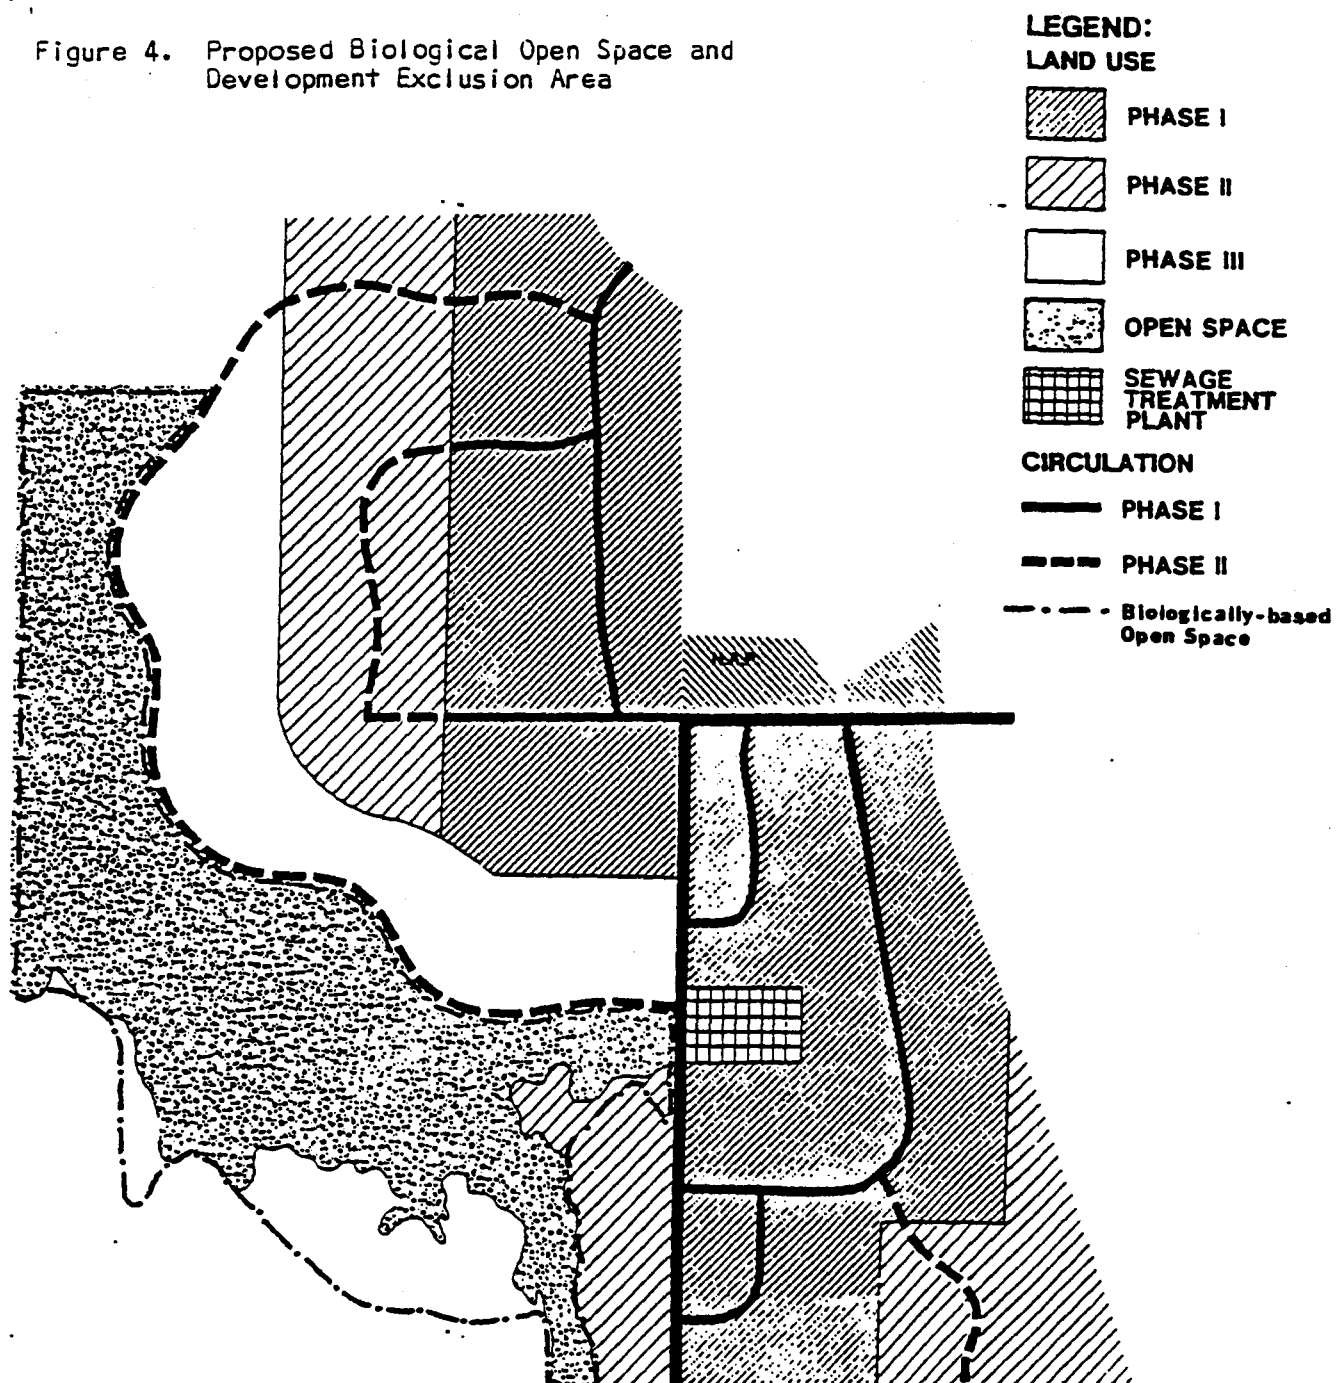 Figure 4. Proposed Biological Open Space and
Development Exclusion Area
LEGEND:
LAND USE
PHASE I
PHASE II
PHASE III
OPEN SPACE
SEWAGE
TREATMENT
PLANT
CIRCULATION
PHASE I
PHASE II
Biologically-based
Open Space